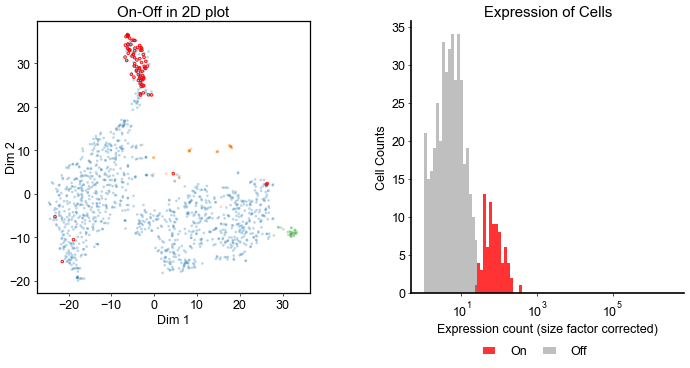 On-Off in 2D plot
Dim 2
30
20
10
0
−10
−20
−20 −10 0 10 20 30
Dim 1
Expression of Cells
Cell Counts
35
30
25
20
15
10
5
0
10^1 10^3 10^5
Expression count (size factor corrected)
On Off